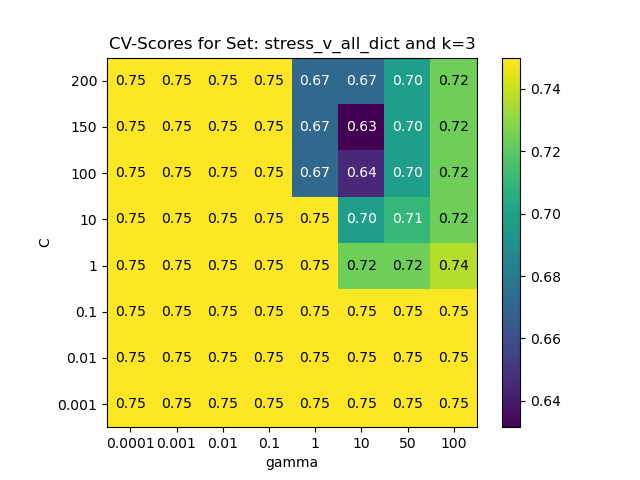 CV-Scores for Set: stress_v_all_dict and k=3
200 0.75 0.75 0.75 0.75 0.67 0.67 0.70 0.72
150 0.75 0.75 0.75 0.75 0.67 0.63 0.70 0.72
100 0.75 0.75 0.75 0.75 0.67 0.64 0.70 0.72
10 0.75 0.75 0.75 0.75 0.75 0.70 0.71 0.72
1 0.75 0.75 0.75 0.75 0.75 0.72 0.72 0.74
0.1 0.75 0.75 0.75 0.75 0.75 0.75 0.75 0.75
0.01 0.75 0.75 0.75 0.75 0.75 0.75 0.75 0.75
0.001 0.75 0.75 0.75 0.75 0.75 0.75 0.75 0.75
C
0.0001 0.001 0.01 0.1 1 10 50 100
gamma
0.74
0.72
0.70
0.68
0.66
0.64